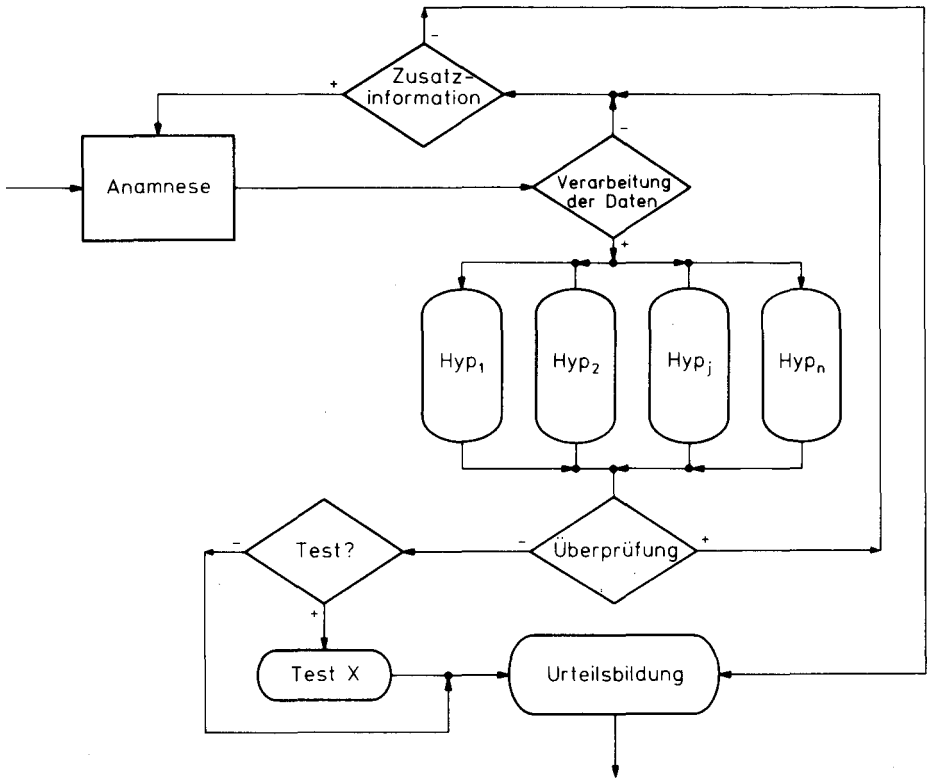 −
Zusatz-
information
+
−
Anamnese
Verarbeitung
der Daten
+
Hyp₁ Hyp₂ Hypⱼ Hypₙ
− Test? − Überprüfung +
+
Test X Urteilsbildung